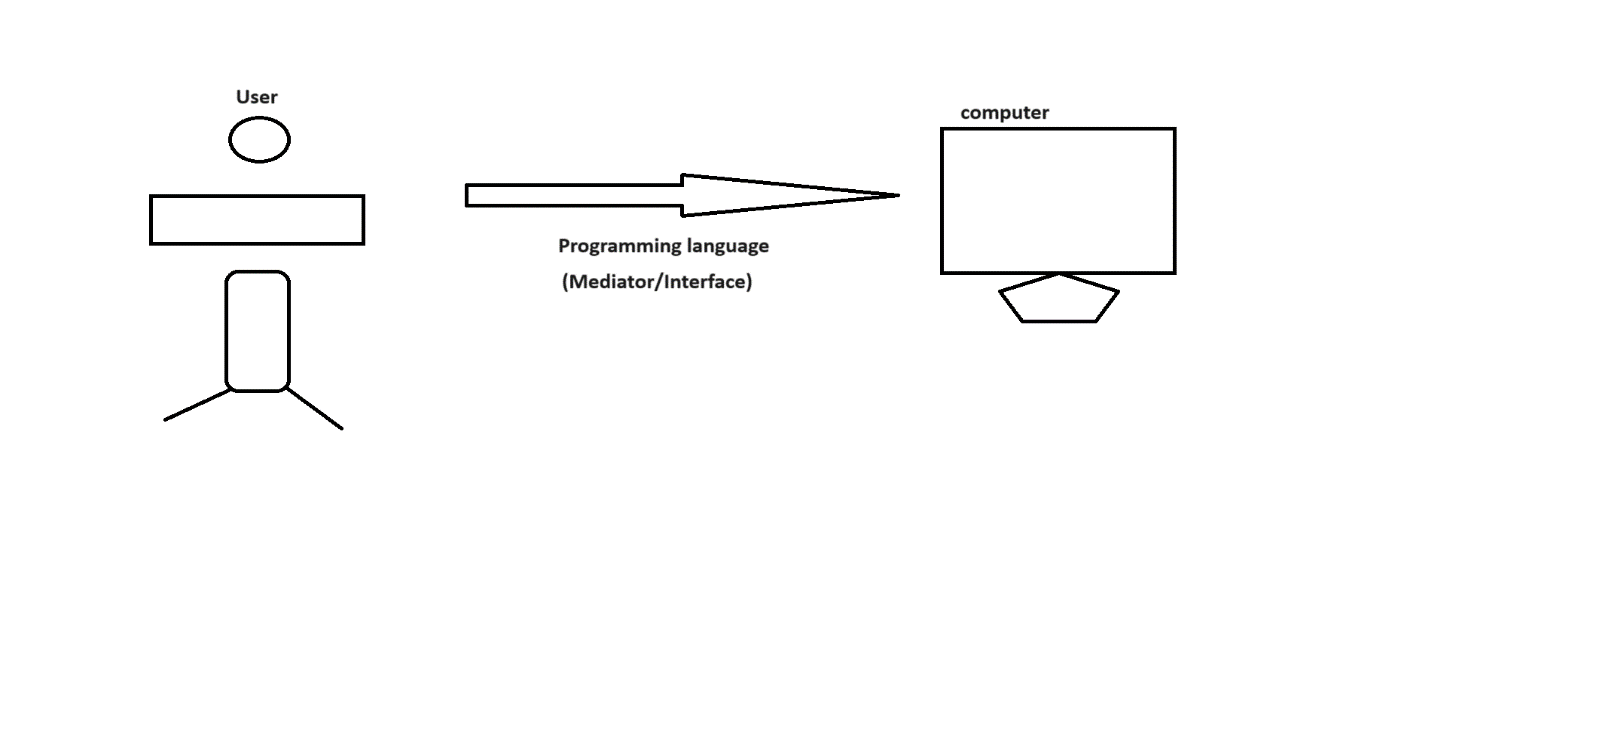 User
computer
Programming language
(Mediator/Interface)